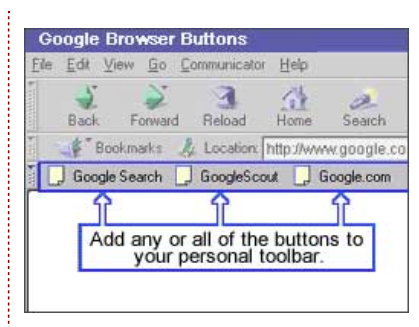 Google Browser Buttons
File Edit View Go Communicator Help
Back Forward Reload Home Search
Bookmarks Location: http://www.google.co
Google Search GoogleScout Google.com
Add any or all of the buttons to
your personal toolbar.